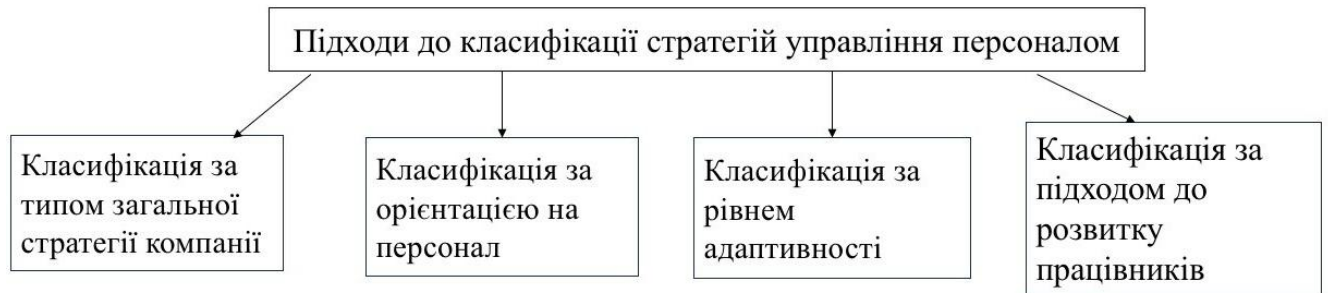 Підходи до класифікації стратегій управління персоналом
Класифікація за
типом загальної
стратегії компанії
Класифікація за
орієнтацією на
персонал
Класифікація за
рівнем
адаптивності
Класифікація за
підходом до
розвитку
працівників